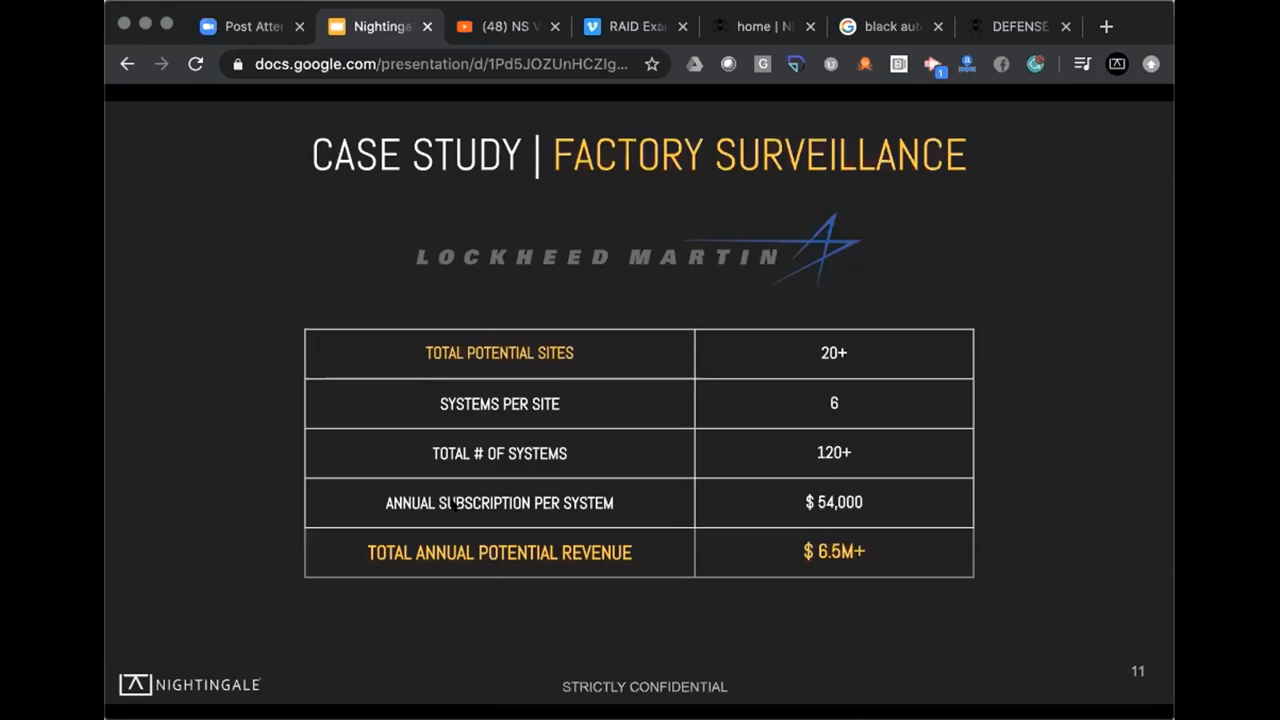 Post Atter
Nightinga
(48) NS V
RAID Exa
home | N
black aut
DEFENSE
docs.google.com/presentation/d/1Pd5JOZUnHCZIg...
CASE STUDY | FACTORY SURVEILLANCE
LOCKHEED MARTIN
TOTAL POTENTIAL SITES 20+
SYSTEMS PER SITE 6
TOTAL # OF SYSTEMS 120+
ANNUAL SUBSCRIPTION PER SYSTEM $ 54,000
TOTAL ANNUAL POTENTIAL REVENUE $ 6.5M+
NIGHTINGALE
STRICTLY CONFIDENTIAL
11